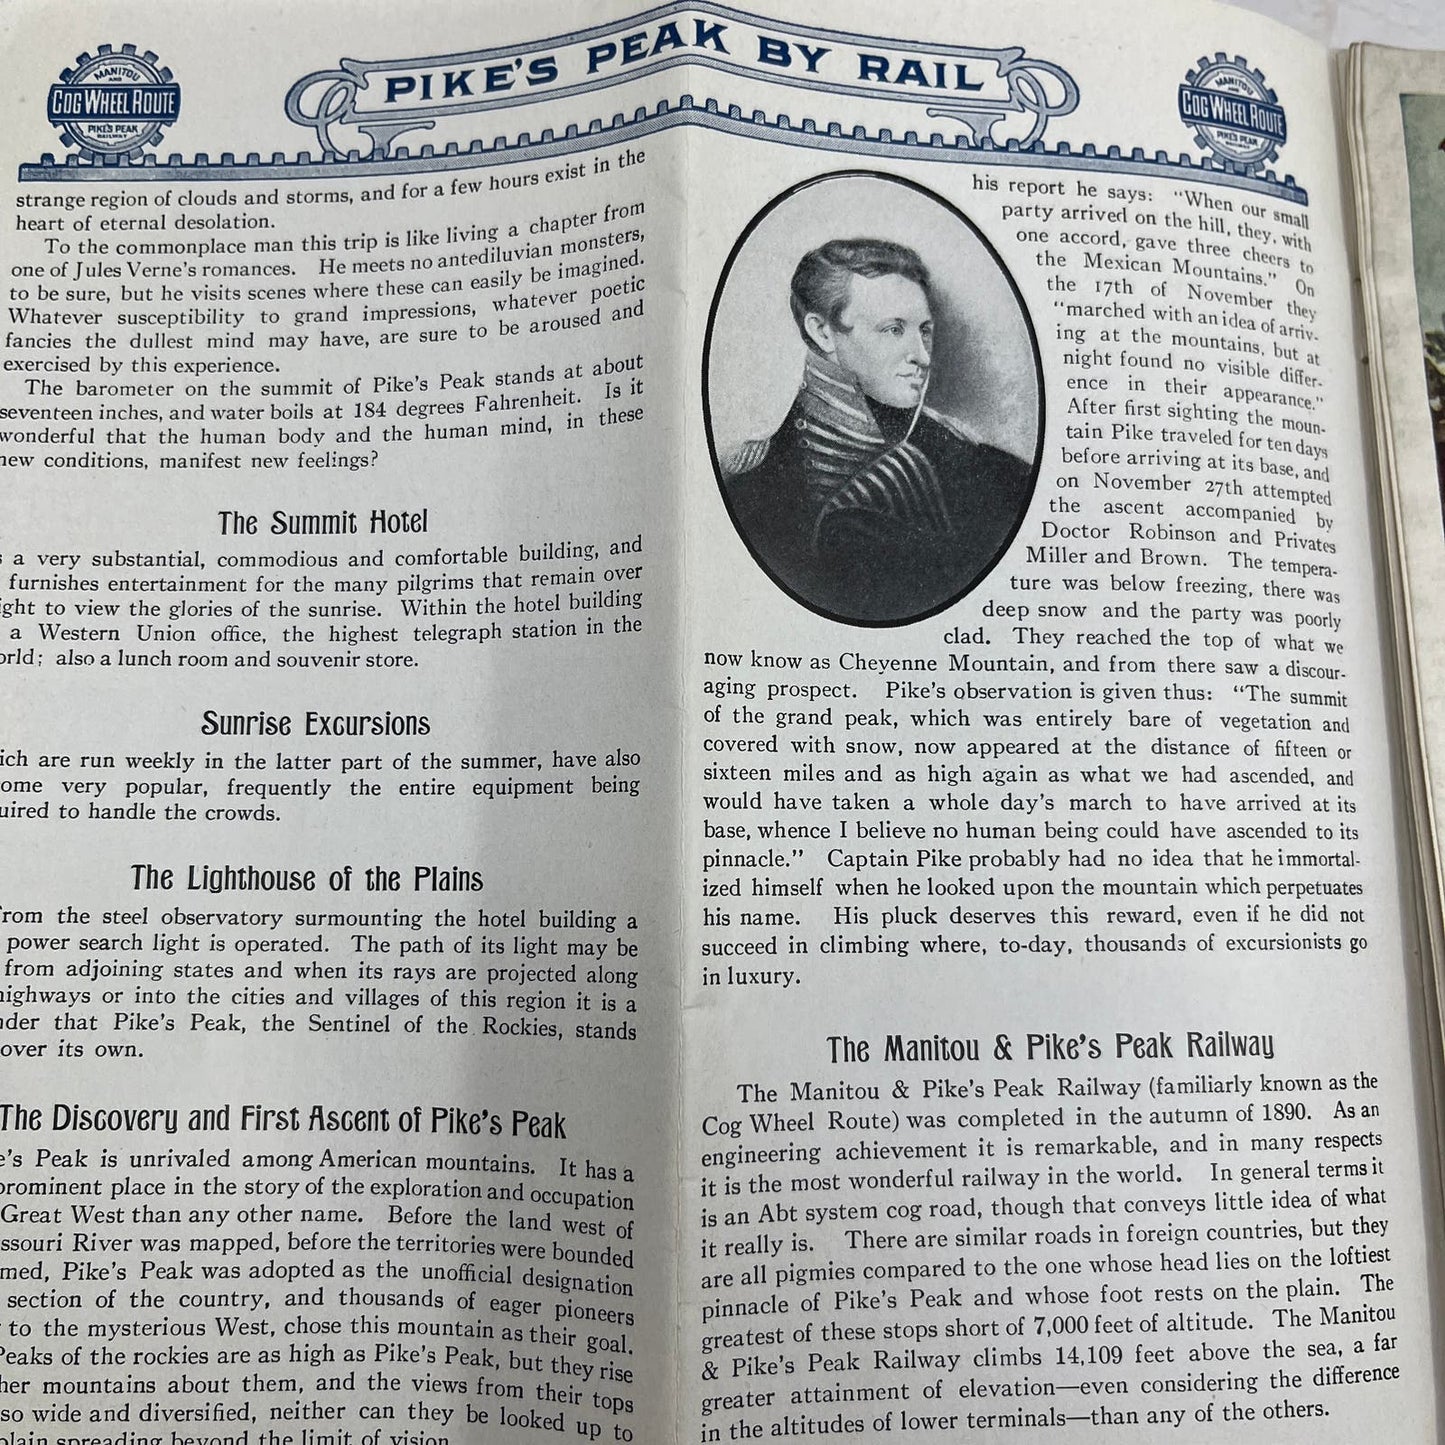 PIKE'S PEAK BY RAIL
MANITOU
AND
COG WHEEL ROUTE
PIKE'S PEAK
RAILWAY
strange region of clouds and storms, and for a few hours exist in the
heart of eternal desolation.
To the commonplace man this trip is like living a chapter from
one of Jules Verne's romances. He meets no antediluvian monsters,
to be sure, but he visits scenes where these can easily be imagined.
Whatever susceptibility to grand impressions, whatever poetic
fancies the dullest mind may have, are sure to be aroused and
exercised by this experience.
The barometer on the summit of Pike's Peak stands at about
seventeen inches, and water boils at 184 degrees Fahrenheit. Is it
wonderful that the human body and the human mind, in these
new conditions, manifest new feelings?
The Summit Hotel
a very substantial, commodious and comfortable building, and
furnishes entertainment for the many pilgrims that remain over
ight to view the glories of the sunrise. Within the hotel building
a Western Union office, the highest telegraph station in the
orld; also a lunch room and souvenir store.
Sunrise Excursions
ich are run weekly in the latter part of the summer, have also
ome very popular, frequently the entire equipment being
uired to handle the crowds.
The Lighthouse of the Plains
From the steel observatory surmounting the hotel building a
power search light is operated. The path of its light may be
from adjoining states and when its rays are projected along
highways or into the cities and villages of this region it is a
nder that Pike's Peak, the Sentinel of the Rockies, stands
over its own.
The Discovery and First Ascent of Pike's Peak
e's Peak is unrivaled among American mountains. It has a
prominent place in the story of the exploration and occupation
Great West than any other name. Before the land west of
ssouri River was mapped, before the territories were bounded
med, Pike's Peak was adopted as the unofficial designation
section of the country, and thousands of eager pioneers
to the mysterious West, chose this mountain as their goal.
Peaks of the rockies are as high as Pike's Peak, but they rise
her mountains about them, and the views from their tops
so wide and diversified, neither can they be looked up to
plain spreading beyond the limit of vision.
MANITOU
AND
COG WHEEL ROUTE
PIKE'S PEAK
RAILWAY
his report he says: "When our small
party arrived on the hill, they, with
one accord, gave three cheers to
the Mexican Mountains." On
the 17th of November they
"marched with an idea of arriv-
ing at the mountains, but at
night found no visible differ-
ence in their appearance."
After first sighting the moun-
tain Pike traveled for ten days
before arriving at its base, and
on November 27th attempted
the ascent accompanied by
Doctor Robinson and Privates
Miller and Brown. The tempera-
ture was below freezing, there was
deep snow and the party was poorly
clad. They reached the top of what we
now know as Cheyenne Mountain, and from there saw a discour-
aging prospect. Pike's observation is given thus: "The summit
of the grand peak, which was entirely bare of vegetation and
covered with snow, now appeared at the distance of fifteen or
sixteen miles and as high again as what we had ascended, and
would have taken a whole day's march to have arrived at its
base, whence I believe no human being could have ascended to its
pinnacle." Captain Pike probably had no idea that he immortal-
ized himself when he looked upon the mountain which perpetuates
his name. His pluck deserves this reward, even if he did not
succeed in climbing where, to-day, thousands of excursionists go
in luxury.
The Manitou & Pike's Peak Railway
The Manitou & Pike's Peak Railway (familiarly known as the
Cog Wheel Route) was completed in the autumn of 1890. As an
engineering achievement it is remarkable, and in many respects
it is the most wonderful railway in the world. In general terms it
is an Abt system cog road, though that conveys little idea of what
it really is. There are similar roads in foreign countries, but they
are all pigmies compared to the one whose head lies on the loftiest
pinnacle of Pike's Peak and whose foot rests on the plain. The
greatest of these stops short of 7,000 feet of altitude. The Manitou
& Pike's Peak Railway climbs 14,109 feet above the sea, a far
greater attainment of elevation—even considering the difference
in the altitudes of lower terminals—than any of the others.